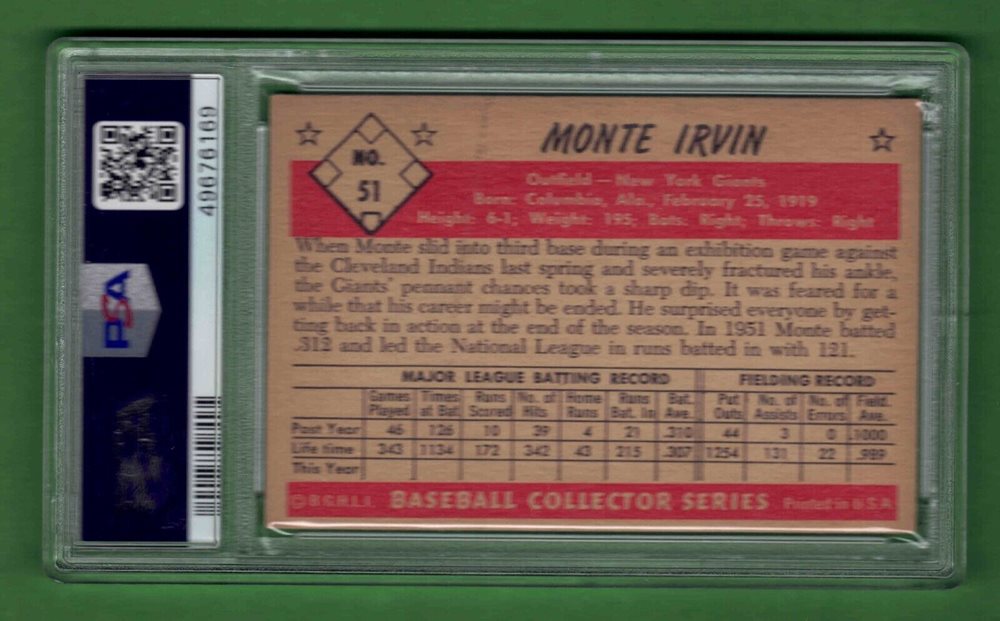 49676169
PSA
NO.
51
MONTE IRVIN
Outfield — New York Giants
Born: Columbia, Ala., February 25, 1919
Height: 6-1; Weight: 195; Bats: Right; Throws: Right
When Monte slid into third base during an exhibition game against
the Cleveland Indians last spring and severely fractured his ankle,
the Giants' pennant chances took a sharp dip. It was feared for a
while that his career might be ended. He surprised everyone by get-
ting back in action at the end of the season. In 1951 Monte batted
.312 and led the National League in runs batted in with 121.
MAJOR LEAGUE BATTING RECORD FIELDING RECORD
Games Times Runs No. of Home Runs Bat. Put No. of No. of Field.
Played at Bat Scored Hits Runs Bat. In Ave. Outs Assists Errors Ave.
Past Year 46 126 10 39 4 21 .310 44 3 0 .1000
Life time 343 1134 172 342 43 215 .307 1254 131 22 .989
This Year
BASEBALL COLLECTOR SERIES Printed in U.S.A.